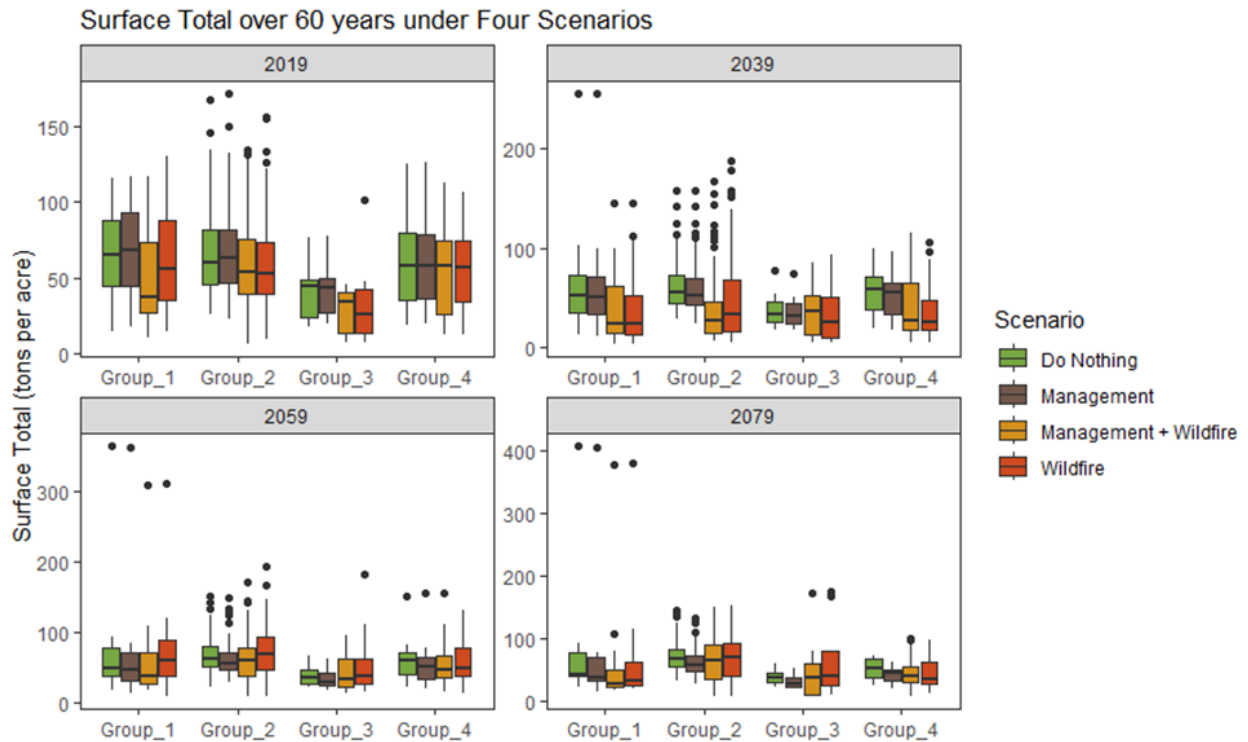 Surface Total over 60 years under Four Scenarios
2019
2039
150
100
50
0
200
100
0
Group_1 Group_2 Group_3 Group_4
Group_1 Group_2 Group_3 Group_4
Surface Total (tons per acre)
Scenario
Do Nothing
Management
Management + Wildfire
Wildfire
2059
2079
300
200
100
0
400
300
200
100
0
Group_1 Group_2 Group_3 Group_4
Group_1 Group_2 Group_3 Group_4